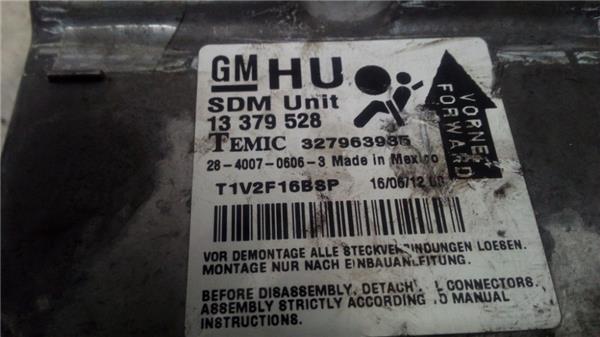 GM HU
SDM Unit
13 379 528
TEMIC 327963935
28-4007-0606-3 Made in Mexico
T1V2F16BSP 16/06/12
VORNE
FORWARD
VOR DEMONTAGE ALLE STECKVERBINDUNGEN LOESEN.
MONTAGE NUR NACH EINBAUANLEITUNG.
BEFORE DISASSEMBLY, DETACH CONNECTORS.
ASSEMBLY STRICTLY ACCORDING TO MANUAL
INSTRUCTIONS.